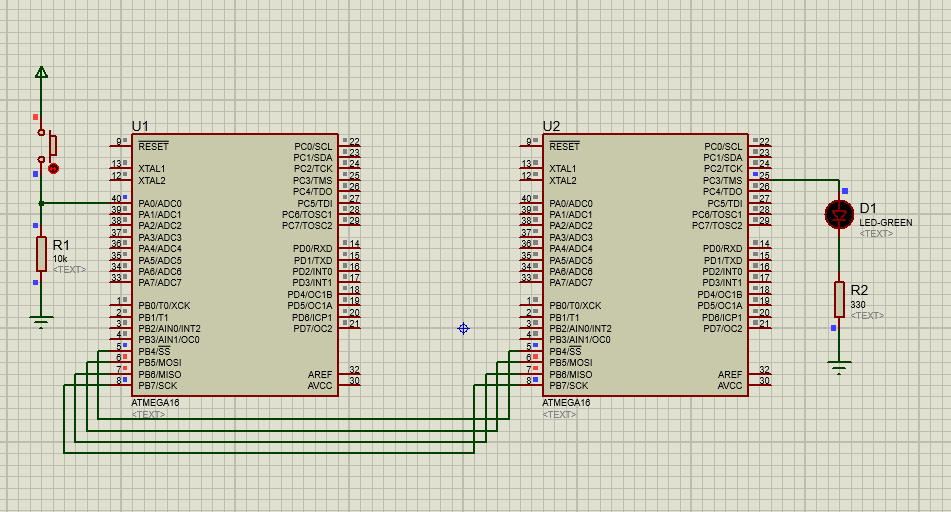 U1
9 RESET
13 XTAL1
12 XTAL2
40 PA0/ADC0
39 PA1/ADC1
38 PA2/ADC2
37 PA3/ADC3
36 PA4/ADC4
35 PA5/ADC5
34 PA6/ADC6
33 PA7/ADC7
1 PB0/T0/XCK
2 PB1/T1
3 PB2/AIN0/INT2
4 PB3/AIN1/OC0
5 PB4/SS
6 PB5/MOSI
7 PB6/MISO
8 PB7/SCK
PC0/SCL 22
PC1/SDA 23
PC2/TCK 24
PC3/TMS 25
PC4/TDO 26
PC5/TDI 27
PC6/TOSC1 28
PC7/TOSC2 29
PD0/RXD 14
PD1/TXD 15
PD2/INT0 16
PD3/INT1 17
PD4/OC1B 18
PD5/OC1A 19
PD6/ICP1 20
PD7/OC2 21
AREF 32
AVCC 30
ATMEGA16
<TEXT>
R1
10k
<TEXT>
U2
9 RESET
13 XTAL1
12 XTAL2
40 PA0/ADC0
39 PA1/ADC1
38 PA2/ADC2
37 PA3/ADC3
36 PA4/ADC4
35 PA5/ADC5
34 PA6/ADC6
33 PA7/ADC7
1 PB0/T0/XCK
2 PB1/T1
3 PB2/AIN0/INT2
4 PB3/AIN1/OC0
5 PB4/SS
6 PB5/MOSI
7 PB6/MISO
8 PB7/SCK
PC0/SCL 22
PC1/SDA 23
PC2/TCK 24
PC3/TMS 25
PC4/TDO 26
PC5/TDI 27
PC6/TOSC1 28
PC7/TOSC2 29
PD0/RXD 14
PD1/TXD 15
PD2/INT0 16
PD3/INT1 17
PD4/OC1B 18
PD5/OC1A 19
PD6/ICP1 20
PD7/OC2 21
AREF 32
AVCC 30
ATMEGA16
<TEXT>
D1
LED-GREEN
<TEXT>
R2
330
<TEXT>